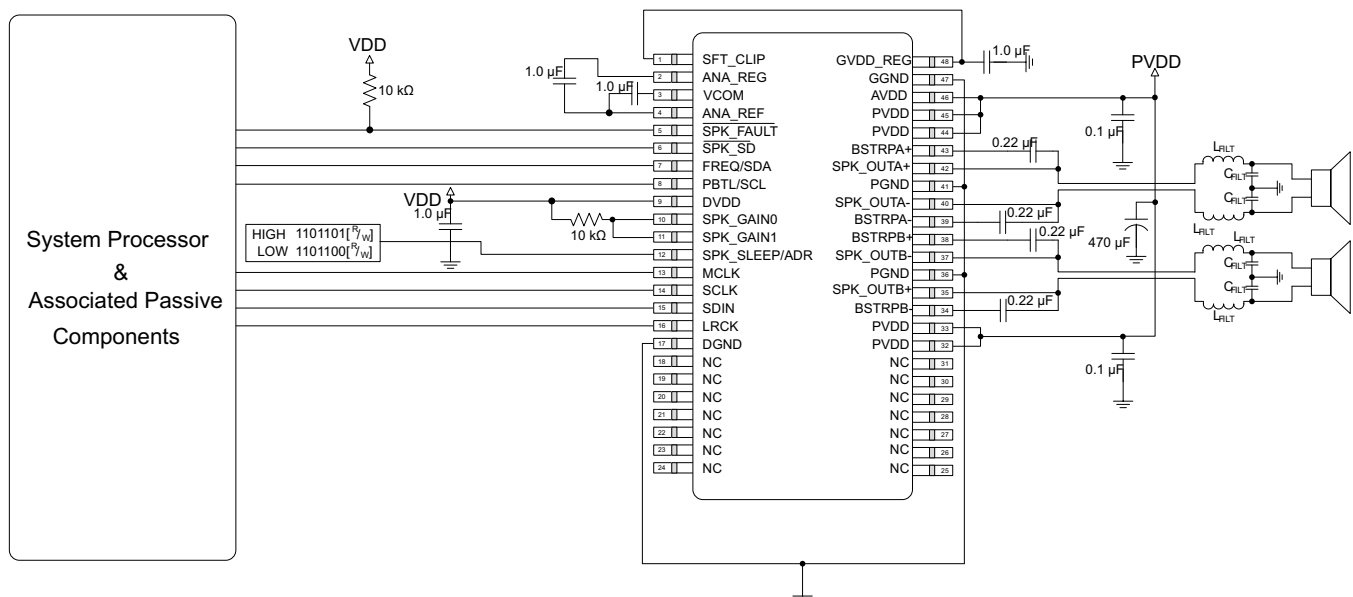 System Processor
&
Associated Passive
Components
VDD
10 kΩ
1.0 µF
1.0 µF
VDD
1.0 µF
10 kΩ
HIGH 1101101[R/W]
LOW 1101100[R/W]
1 SFT_CLIP
2 ANA_REG
3 VCOM
4 ANA_REF
5 SPK_FAULT
6 SPK_SD
7 FREQ/SDA
8 PBTL/SCL
9 DVDD
10 SPK_GAIN0
11 SPK_GAIN1
12 SPK_SLEEP/ADR
13 MCLK
14 SCLK
15 SDIN
16 LRCK
17 DGND
18 NC
19 NC
20 NC
21 NC
22 NC
23 NC
24 NC
GVDD_REG 48
GGND 47
AVDD 46
PVDD 45
PVDD 44
BSTRPA+ 43
SPK_OUTA+ 42
PGND 41
SPK_OUTA- 40
BSTRPA- 39
BSTRPB+ 38
SPK_OUTB- 37
PGND 36
SPK_OUTB+ 35
BSTRPB- 34
PVDD 33
PVDD 32
NC 31
NC 30
NC 29
NC 28
NC 27
NC 26
NC 25
1.0 µF
PVDD
0.1 µF
0.22 µF
0.22 µF
0.22 µF
0.22 µF
470 µF
0.1 µF
LFILT
CFILT
CFILT
LFILT
LFILT
CFILT
CFILT
LFILT